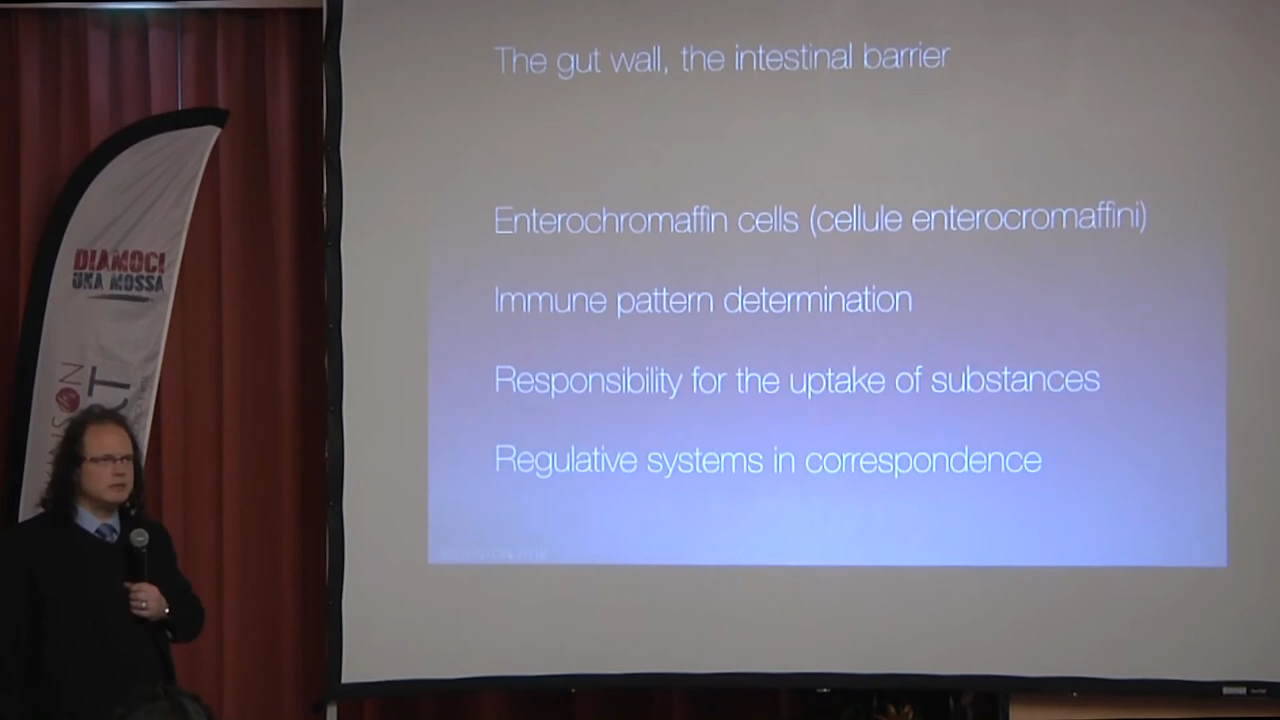 The gut wall, the intestinal barrier
Enterochromaffin cells (cellule enterocromaffini)
Immune pattern determination
Responsibility for the uptake of substances
Regulative systems in correspondence
DIAMOCI
UNA MOSSA